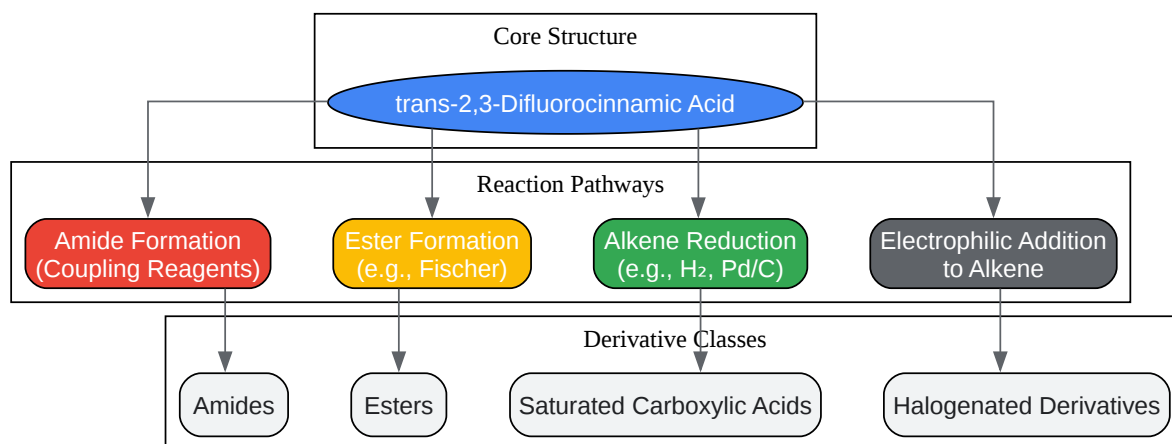 Core Structure
trans-2,3-Difluorocinnamic Acid
Reaction Pathways
Amide Formation
(Coupling Reagents)
Ester Formation
(e.g., Fischer)
Alkene Reduction
(e.g., H₂, Pd/C)
Electrophilic Addition
to Alkene
Derivative Classes
Amides
Esters
Saturated Carboxylic Acids
Halogenated Derivatives